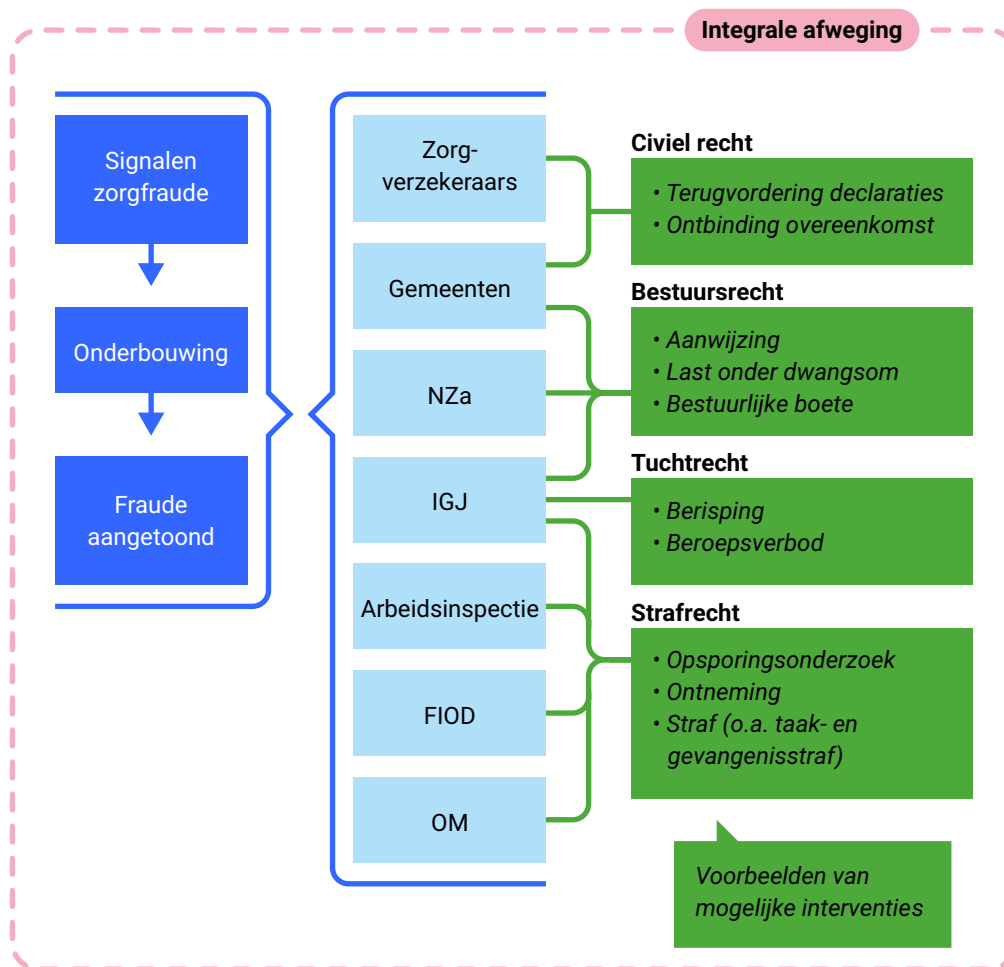 Integrale afweging
Signalen
zorgfraude
Onderbouwing
Fraude
aangetoond
Zorg-
verzekeraars
Gemeenten
NZa
IGJ
Arbeidsinspectie
FIOD
OM
Civiel recht
• Terugvordering declaraties
• Ontbinding overeenkomst
Bestuursrecht
• Aanwijzing
• Last onder dwangsom
• Bestuurlijke boete
Tuchtrecht
• Berisping
• Beroepsverbod
Strafrecht
• Opsporingsonderzoek
• Ontneming
• Straf (o.a. taak- en
gevangenisstraf)
Voorbeelden van
mogelijke interventies